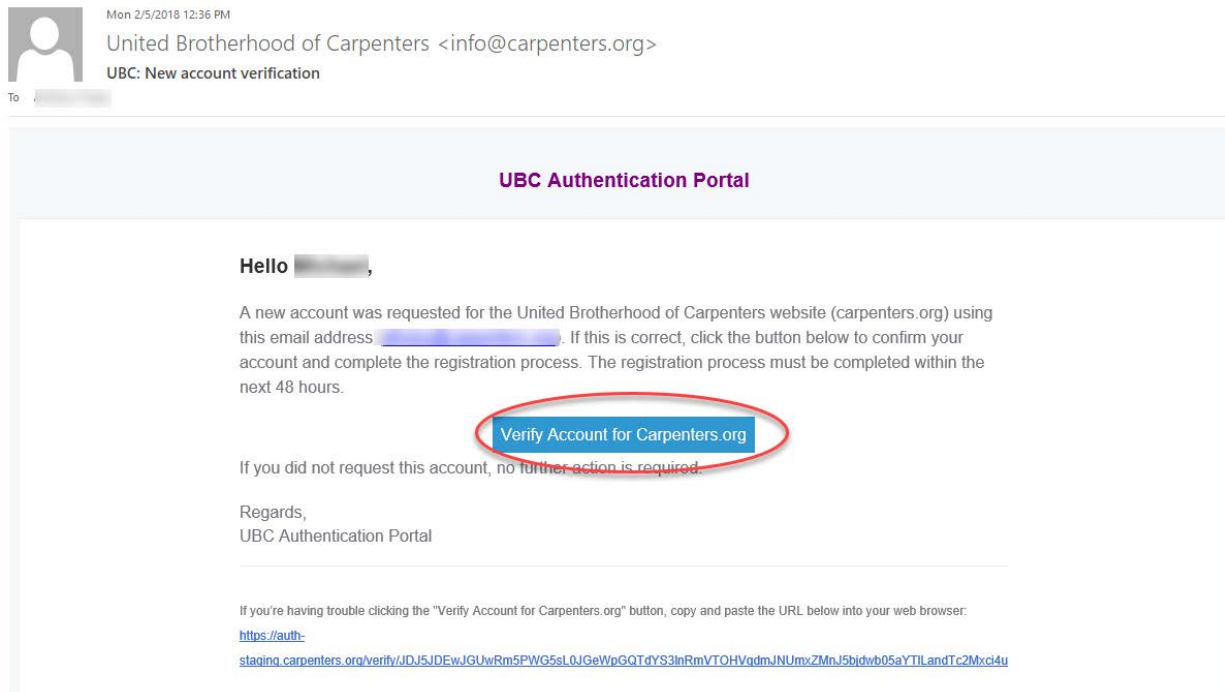 Mon 2/5/2018 12:36 PM
United Brotherhood of Carpenters <info@carpenters.org>
UBC: New account verification
To
UBC Authentication Portal
Hello ,
A new account was requested for the United Brotherhood of Carpenters website (carpenters.org) using
this email address . If this is correct, click the button below to confirm your
account and complete the registration process. The registration process must be completed within the
next 48 hours.
Verify Account for Carpenters.org
If you did not request this account, no further action is required.
Regards,
UBC Authentication Portal
If you're having trouble clicking the "Verify Account for Carpenters.org" button, copy and paste the URL below into your web browser:
https://auth-
staging.carpenters.org/verify/JDJ5JDEwJGUwRm5PWG5sL0JGeWpGQTdYS3lnRmVTOHVqdmJNUmxZMnJ5bjdwb05aYTlLandTc2Mxci4u